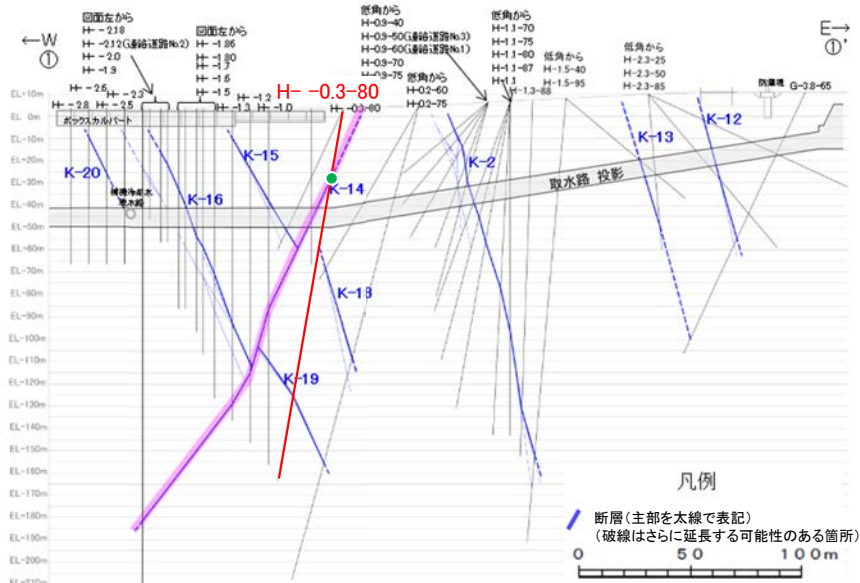 ←W
①
E→
①'
図面左から
H- -2.18
H- -2.12(G連絡道路No.2)
H- -2.0
H- -1.9
図面左から
H- -1.86
H- -1.80
H- -1.7
H- -1.6
H- -1.5
H- -2.6
H- -2.8
H- -2.5
H- -1.2
H- -1.3
H- -1.0
H- -0.3-80
H- -0.3-80
低角から
H-0.9-40
H-0.9-50(G連絡道路No.3)
H-0.9-60(G連絡道路No.1)
H-0.9-70
H-0.9-75
低角から
H-0.2-60
H-0.2-75
低角から
H-1.1-70
H-1.1-75
H-1.1-80
H-1.1-87
H-1.1
H-1.3-88
低角から
H-1.5-40
H-1.5-95
低角から
H-2.3-25
H-2.3-50
H-2.3-85
防潮堤
G-3.8-65
ボックスカルバート
補機冷却水
取水路 投影
K-20
K-16
K-15
K-14
K-18
K-19
K-2
K-13
K-12
EL+10m
EL 0m
EL-10m
EL-20m
EL-30m
EL-40m
EL-50m
EL-60m
EL-70m
EL-80m
EL-90m
EL-100m
EL-110m
EL-120m
EL-130m
EL-140m
EL-150m
EL-160m
EL-170m
EL-180m
EL-190m
EL-200m
EL-210m
凡例
断層(主部を太線で表記)
(破線はさらに延長する可能性のある箇所)
0 50 100m